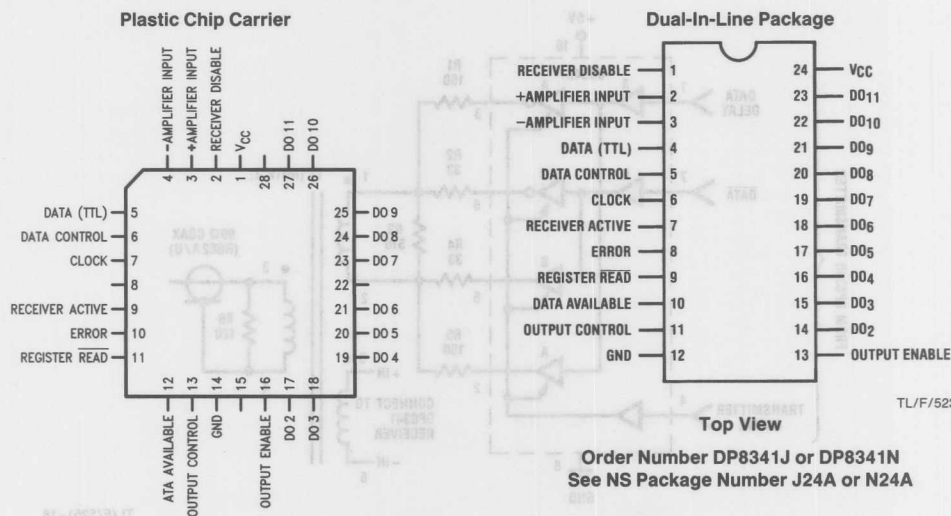 Plastic Chip Carrier
-AMPLIFIER INPUT
+AMPLIFIER INPUT
RECEIVER DISABLE
VCC
DO 11
DO 10
4
3
2
1
28
27
26
DATA (TTL) 5
DATA CONTROL 6
CLOCK 7
8
RECEIVER ACTIVE 9
ERROR 10
REGISTER READ 11
25 DO 9
24 DO 8
23 DO 7
22
21 DO 6
20 DO 5
19 DO 4
12
13
14
15
16
17
18
ATA AVAILABLE
OUTPUT CONTROL
GND
OUTPUT ENABLE
DO 2
DO 3
Dual-In-Line Package
RECEIVER DISABLE 1 24 VCC
+AMPLIFIER INPUT 2 23 DO11
-AMPLIFIER INPUT 3 22 DO10
DATA (TTL) 4 21 DO9
DATA CONTROL 5 20 DO8
CLOCK 6 19 DO7
RECEIVER ACTIVE 7 18 DO6
ERROR 8 17 DO5
REGISTER READ 9 16 DO4
DATA AVAILABLE 10 15 DO3
OUTPUT CONTROL 11 14 DO2
GND 12 13 OUTPUT ENABLE
TL/F/523
Top View
Order Number DP8341J or DP8341N
See NS Package Number J24A or N24A